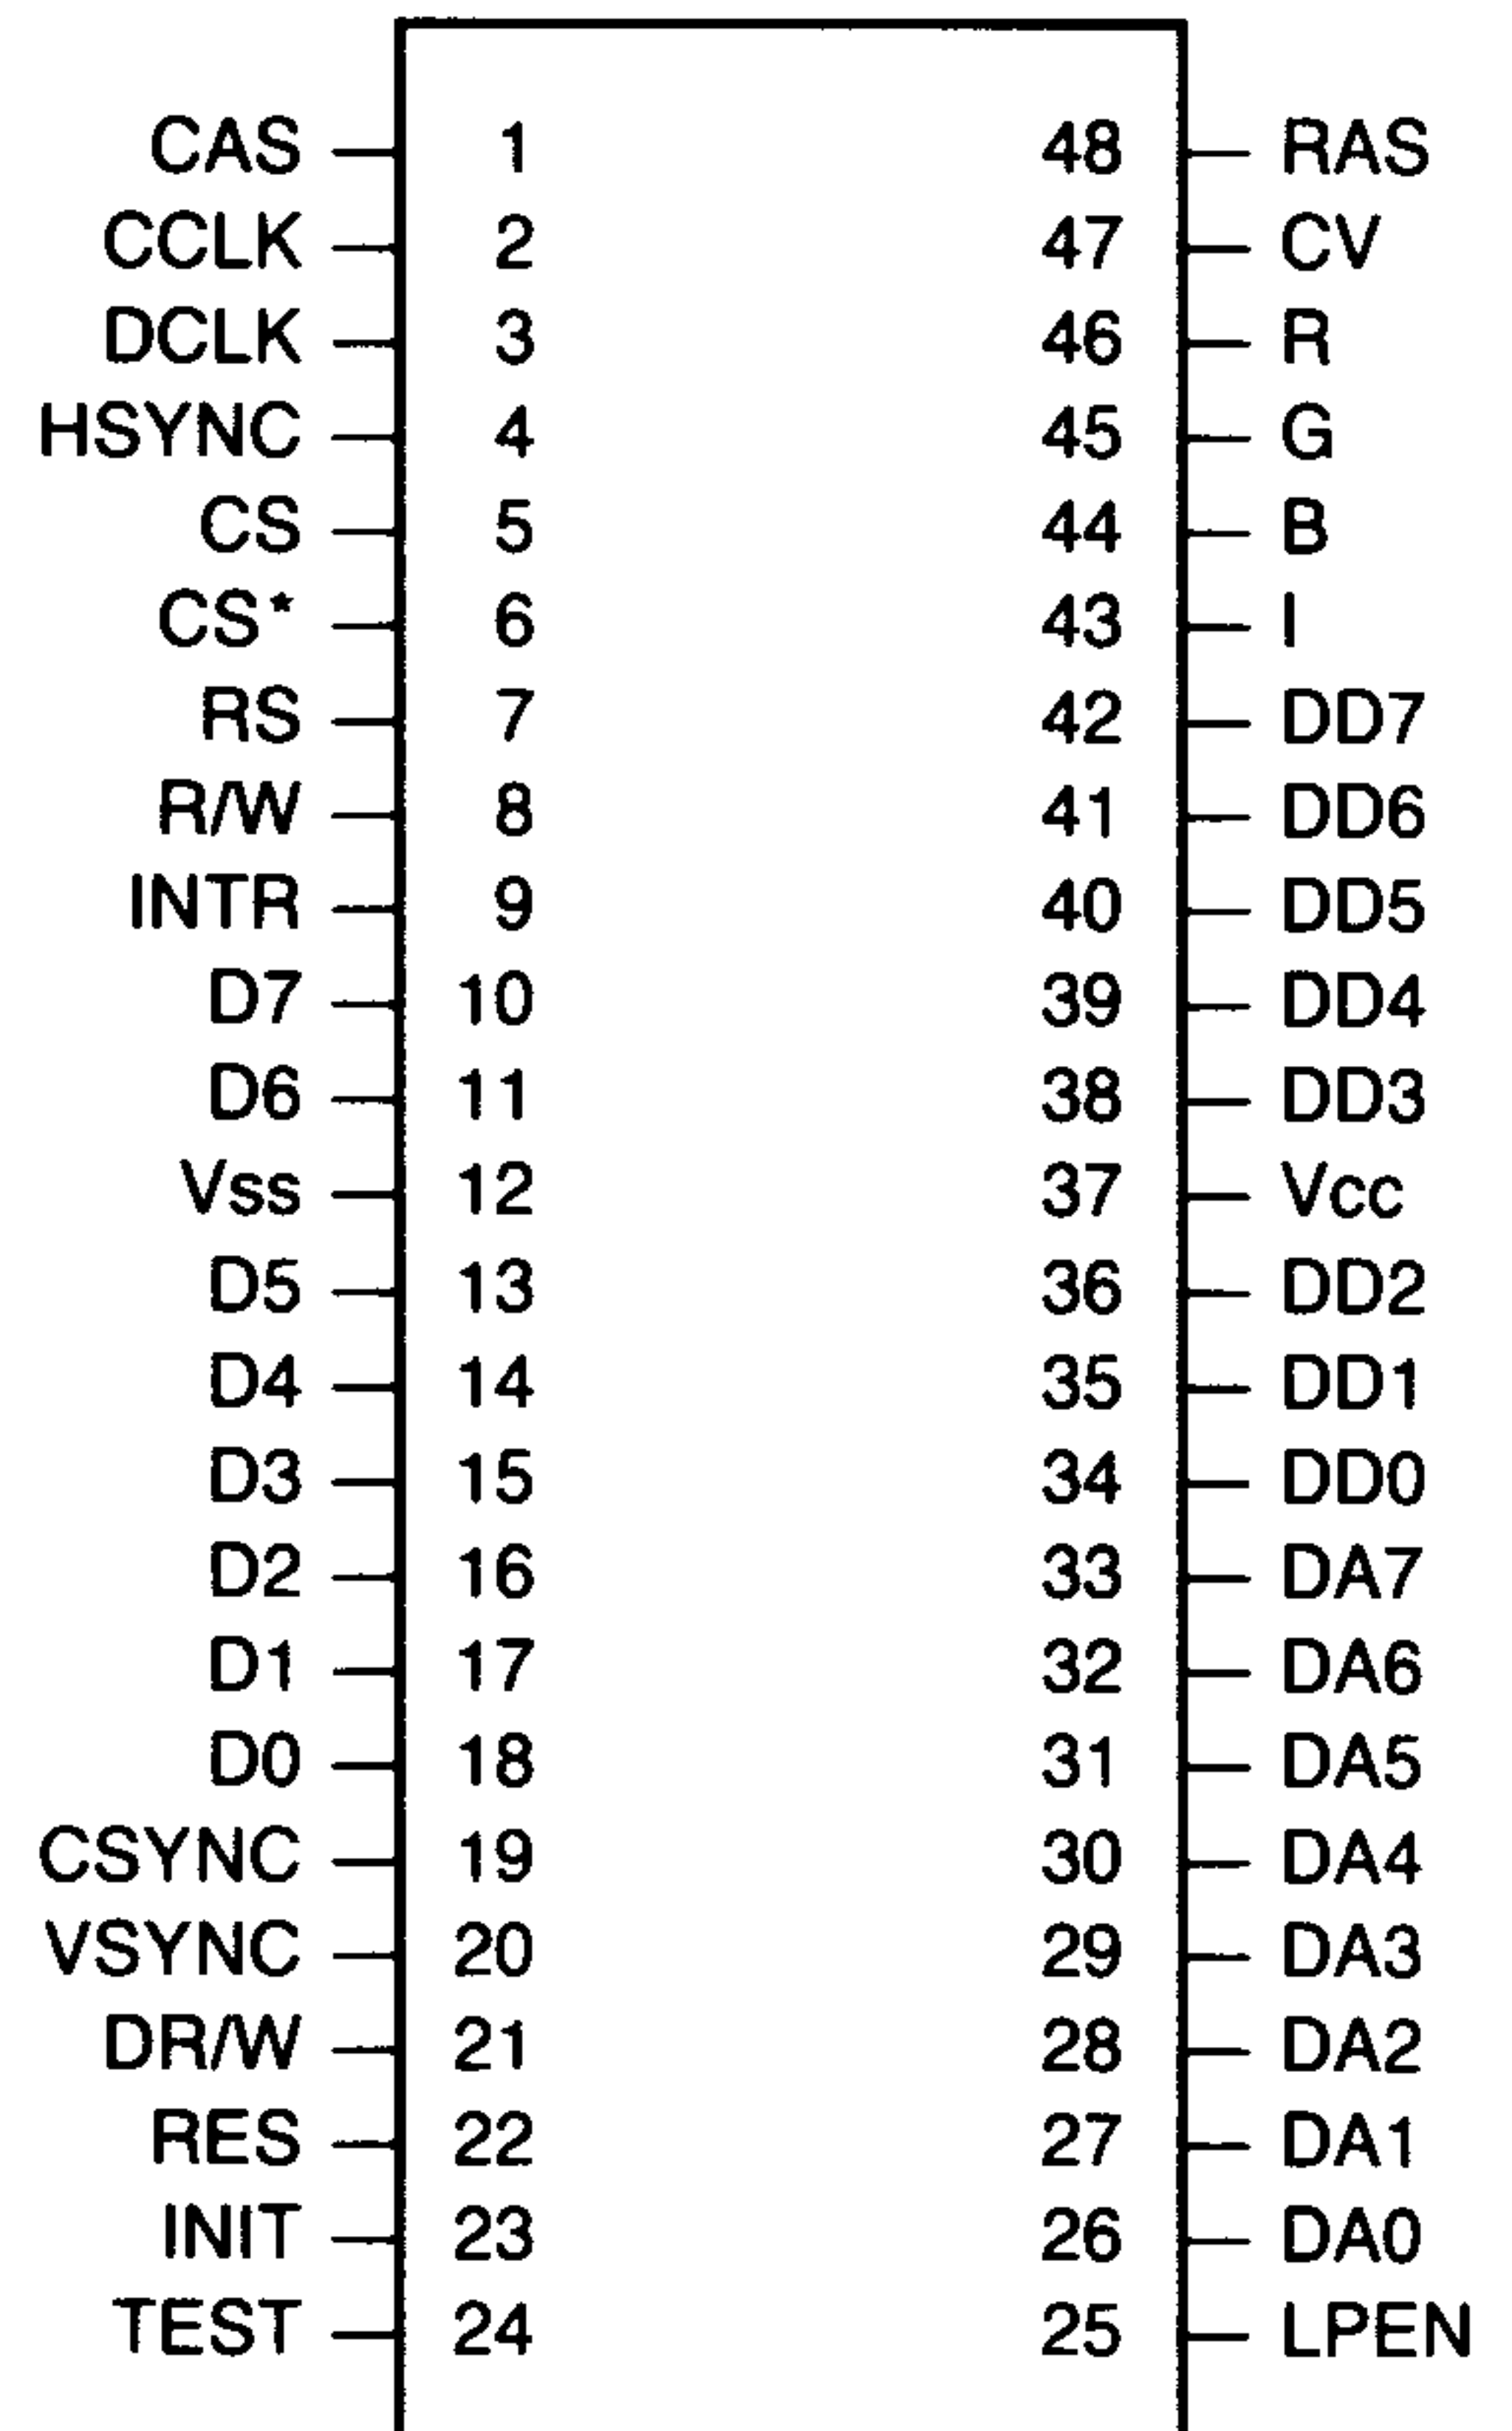 CAS 1 48 RAS
CCLK 2 47 CV
DCLK 3 46 R
HSYNC 4 45 G
CS 5 44 B
CS* 6 43 I
RS 7 42 DD7
R/W 8 41 DD6
INTR 9 40 DD5
D7 10 39 DD4
D6 11 38 DD3
Vss 12 37 Vcc
D5 13 36 DD2
D4 14 35 DD1
D3 15 34 DD0
D2 16 33 DA7
D1 17 32 DA6
D0 18 31 DA5
CSYNC 19 30 DA4
VSYNC 20 29 DA3
DR/W 21 28 DA2
RES 22 27 DA1
INIT 23 26 DA0
TEST 24 25 LPEN